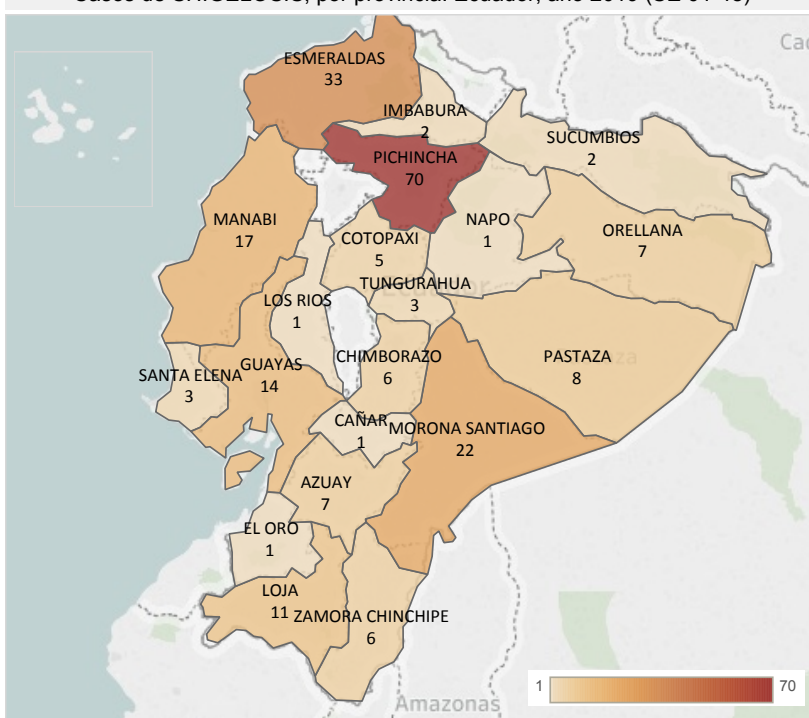 ESMERALDAS
33
IMBABURA
2
SUCUMBIOS
2
PICHINCHA
70
MANABI
17
NAPO
1
ORELLANA
7
COTOPAXI
5
TUNGURAHUA
3
Ecuador
LOS RIOS
1
SANTA ELENA
3
GUAYAS
14
CHIMBORAZO
6
PASTAZA
8
CAÑAR
1
MORONA SANTIAGO
22
AZUAY
7
EL ORO
1
LOJA
11
ZAMORA CHINCHIPE
6
1
70
Amazonas